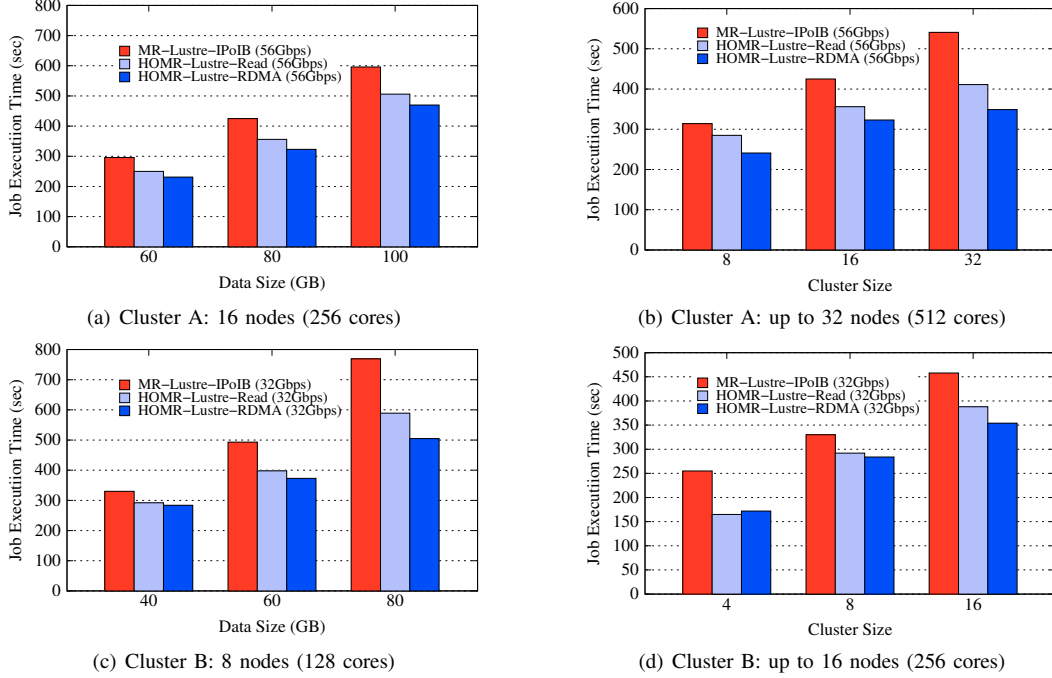 800
700
600
500
400
300
200
100
0
Job Executiion Time (sec)
MR-Lustre-IPoIB (56Gbps)
HOMR-Lustre-Read (56Gbps)
HOMR-Lustre-RDMA (56Gbps)
60 80 100
Data Size (GB)
(a) Cluster A: 16 nodes (256 cores)
600
500
400
300
200
100
0
Job Executiion Time (sec)
MR-Lustre-IPoIB (56Gbps)
HOMR-Lustre-Read (56Gbps)
HOMR-Lustre-RDMA (56Gbps)
8 16 32
Cluster Size
(b) Cluster A: up to 32 nodes (512 cores)
800
700
600
500
400
300
200
100
0
Job Executiion Time (sec)
MR-Lustre-IPoIB (32Gbps)
HOMR-Lustre-Read (32Gbps)
HOMR-Lustre-RDMA (32Gbps)
40 60 80
Data Size (GB)
(c) Cluster B: 8 nodes (128 cores)
500
450
400
350
300
250
200
150
100
50
0
Job Executiion Time (sec)
MR-Lustre-IPoIB (32Gbps)
HOMR-Lustre-Read (32Gbps)
HOMR-Lustre-RDMA (32Gbps)
4 8 16
Cluster Size
(d) Cluster B: up to 16 nodes (256 cores)